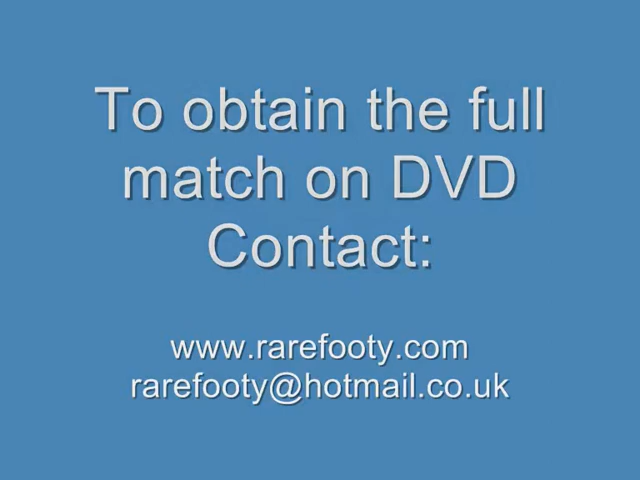 To obtain the full
match on DVD
Contact:
www.rarefooty.com
rarefooty@hotmail.co.uk